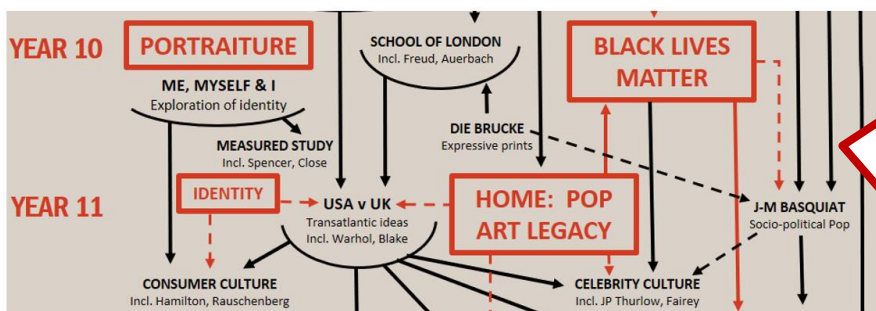 YEAR 10
PORTRAITURE
ME, MYSELF & I
Exploration of identity
MEASURED STUDY
Incl. Spencer, Close
SCHOOL OF LONDON
Incl. Freud, Auerbach
DIE BRUCKE
Expressive prints
BLACK LIVES
MATTER
YEAR 11
IDENTITY
USA v UK
Transatlantic ideas
Incl. Warhol, Blake
HOME: POP
ART LEGACY
J-M BASQUIAT
Socio-political Pop
CONSUMER CULTURE
Incl. Hamilton, Rauschenberg
CELEBRITY CULTURE
Incl. JP Thurlow, Fairey